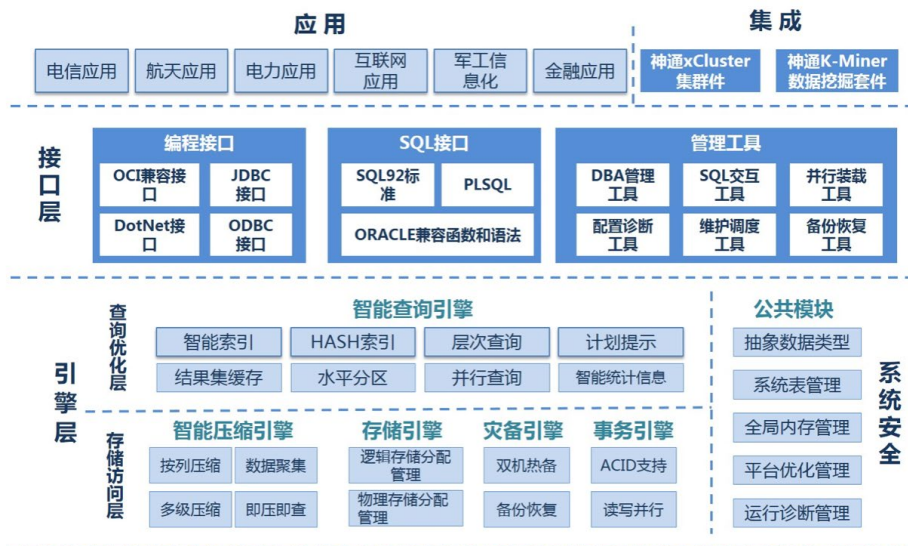 应用
集成
电信应用
航天应用
电力应用
互联网
应用
军工信
息化
金融应用
神通xCluster
集群件
神通K-Miner
数据挖掘套件
接口层
编程接口
OCI兼容接
口
JDBC
接口
DotNet接
口
ODBC
接口
SQL接口
SQL92标
准
PLSQL
ORACLE兼容函数和语法
管理工具
DBA管理
工具
SQL交互
工具
并行装载
工具
配置诊断
工具
维护调度
工具
备份恢复
工具
引擎层
查询优化层
智能查询引擎
智能索引
HASH索引
层次查询
计划提示
结果集缓存
水平分区
并行查询
智能统计信息
存储访问层
智能压缩引擎
按列压缩
数据聚集
多级压缩
即压即查
存储引擎
逻辑存储分配
管理
物理存储分配
管理
灾备引擎
双机热备
备份恢复
事务引擎
ACID支持
读写并行
公共模块
抽象数据类型
系统表管理
全局内存管理
平台优化管理
运行诊断管理
系统安全